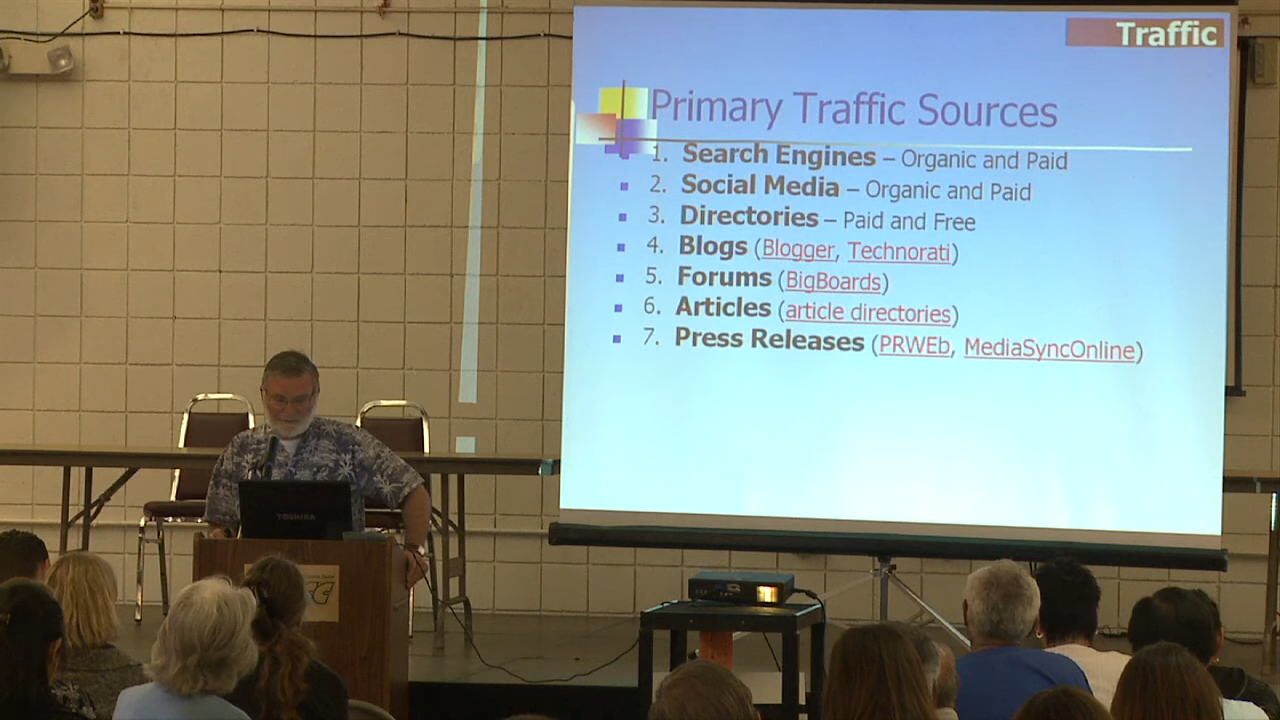 Traffic
Primary Traffic Sources
1. Search Engines – Organic and Paid
2. Social Media – Organic and Paid
3. Directories – Paid and Free
4. Blogs (Blogger, Technorati)
5. Forums (BigBoards)
6. Articles (article directories)
7. Press Releases (PRWEb, MediaSyncOnline)
TOSHIBA